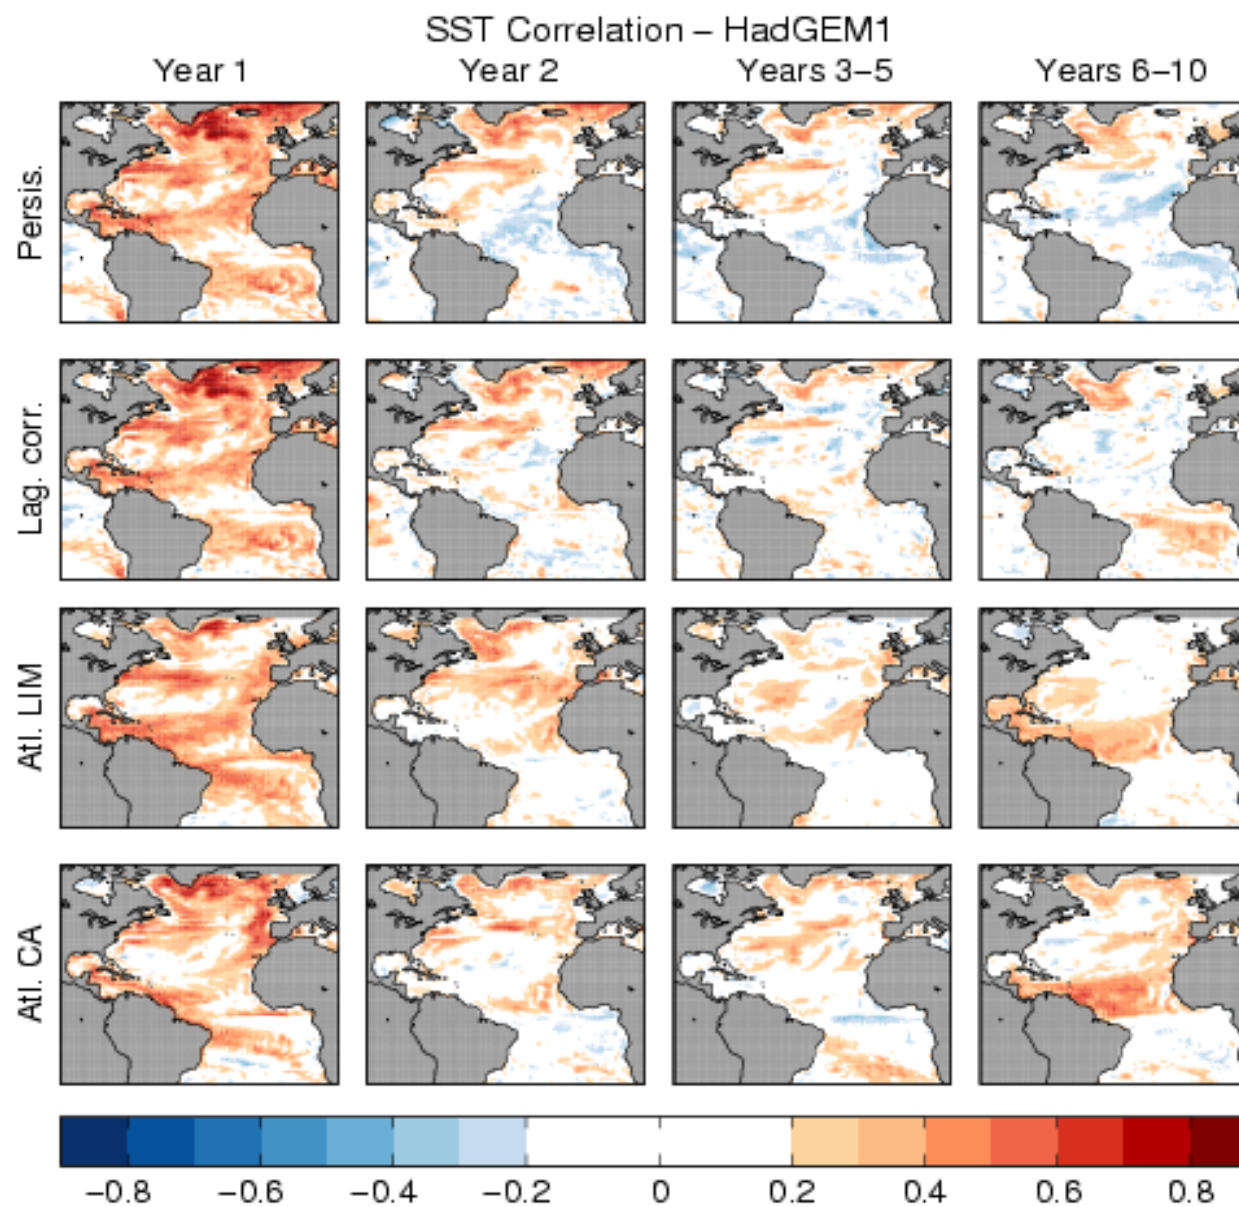 SST Correlation – HadGEM1
Year 1 Year 2 Years 3–5 Years 6–10
Persis.
Lag. corr.
Atl. LIM
Atl. CA
−0.8 −0.6 −0.4 −0.2 0 0.2 0.4 0.6 0.8